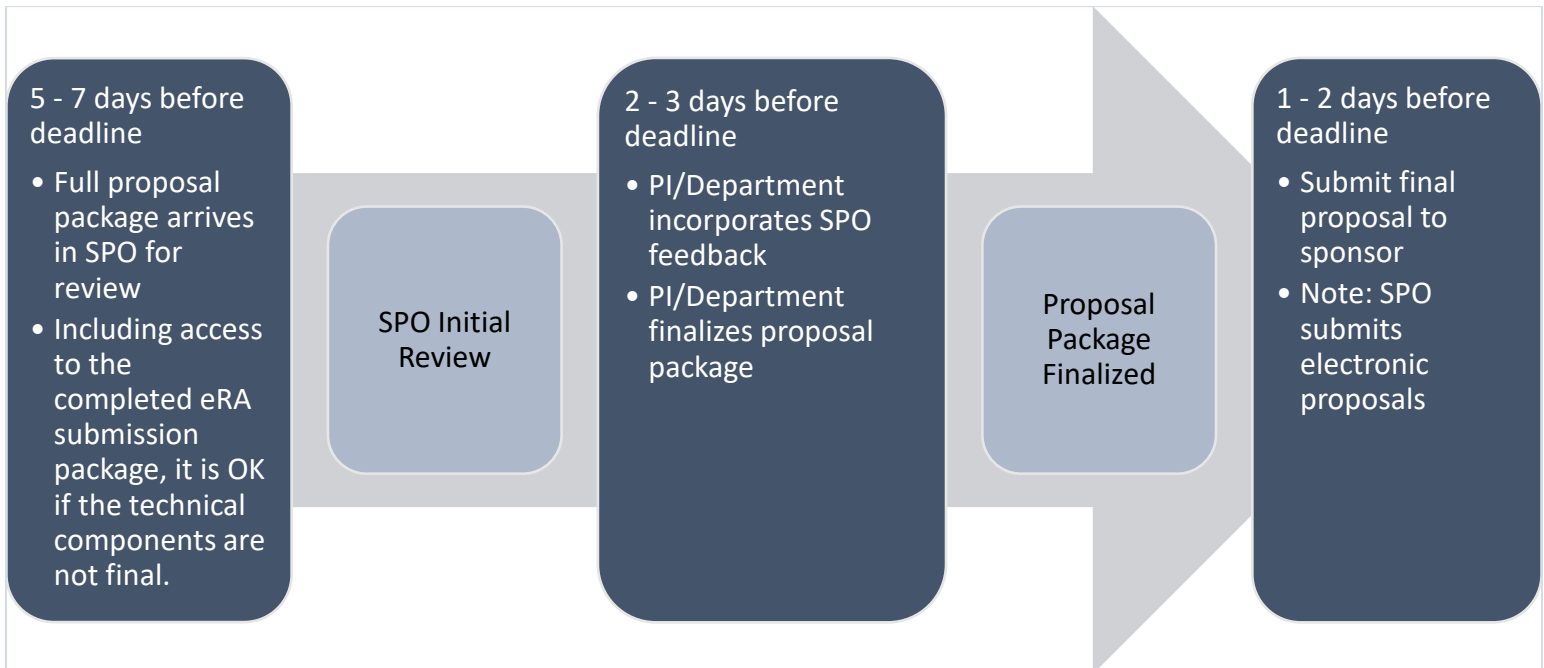 5 - 7 days before
deadline
• Full proposal
package arrives
in SPO for
review
• Including access
to the
completed eRA
submission
package, it is OK
if the technical
components are
not final.
SPO Initial
Review
2 - 3 days before
deadline
• PI/Department
incorporates SPO
feedback
• PI/Department
finalizes proposal
package
Proposal
Package
Finalized
1 - 2 days before
deadline
• Submit final
proposal to
sponsor
• Note: SPO
submits
electronic
proposals